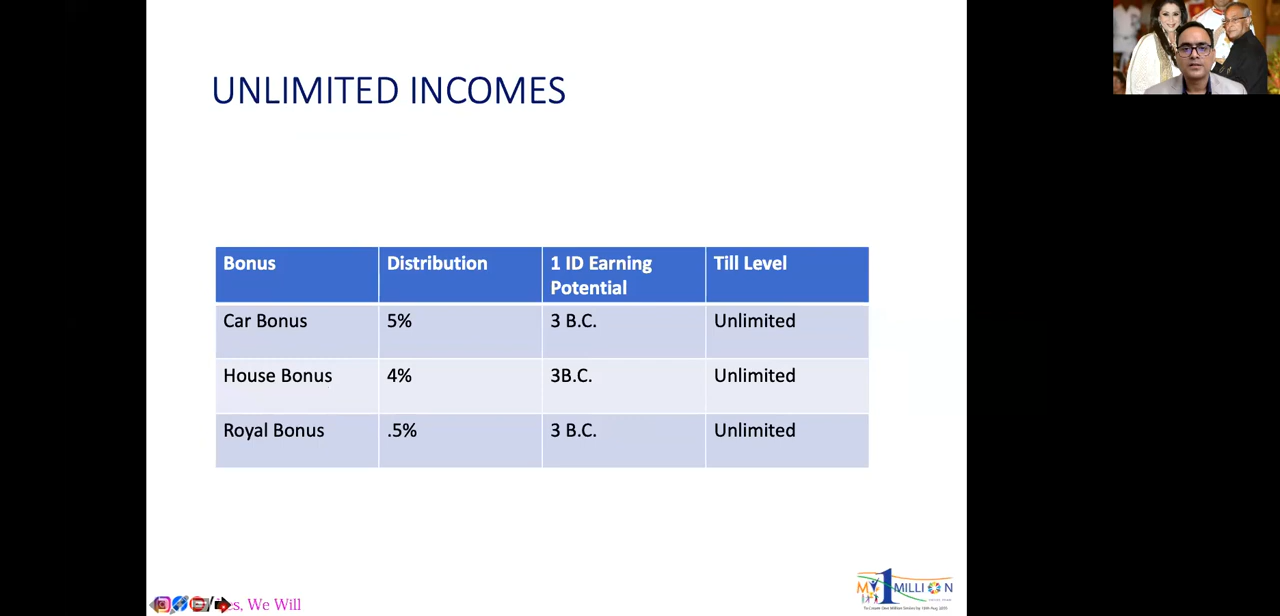 UNLIMITED INCOMES
Bonus Distribution 1 ID Earning Potential Till Level
Car Bonus 5% 3 B.C. Unlimited
House Bonus 4% 3B.C. Unlimited
Royal Bonus .5% 3 B.C. Unlimited
MY 1 MILLION
s, We Will